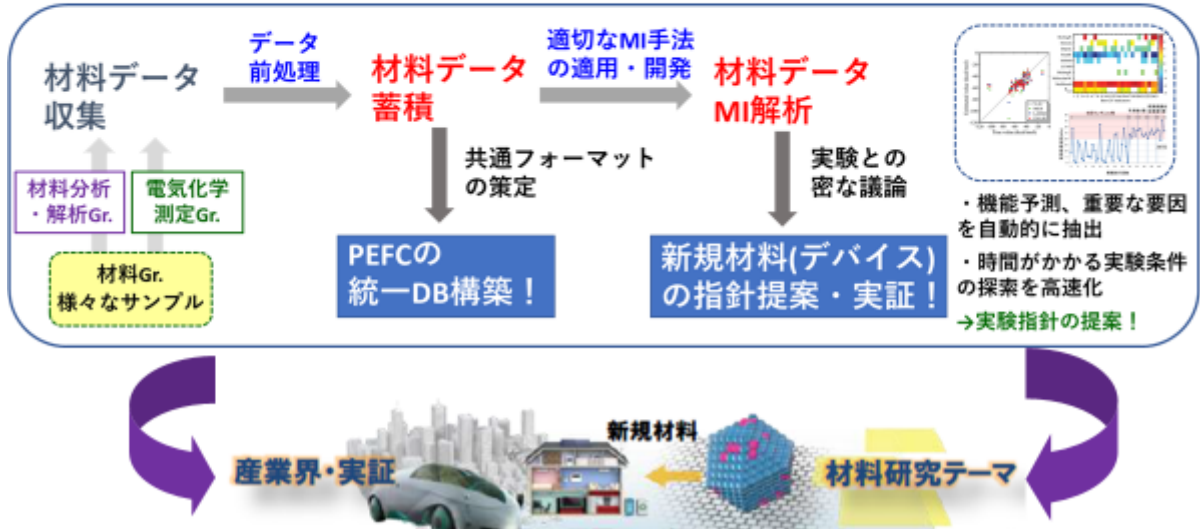 材料データ
収集
データ
前処理
材料データ
蓄積
適切なMI手法
の適用・開発
材料データ
MI解析
材料分析
・解析Gr.
電気化学
測定Gr.
材料Gr.
様々なサンプル
共通フォーマット
の策定
実験との
密な議論
PEFCの
統一DB構築！
新規材料(デバイス)
の指針提案・実証！
・機能予測、重要な要因
を自動的に抽出
・時間がかかる実験条件
の探索を高速化
→実験指針の提案！
産業界・実証
新規材料
材料研究テーマ